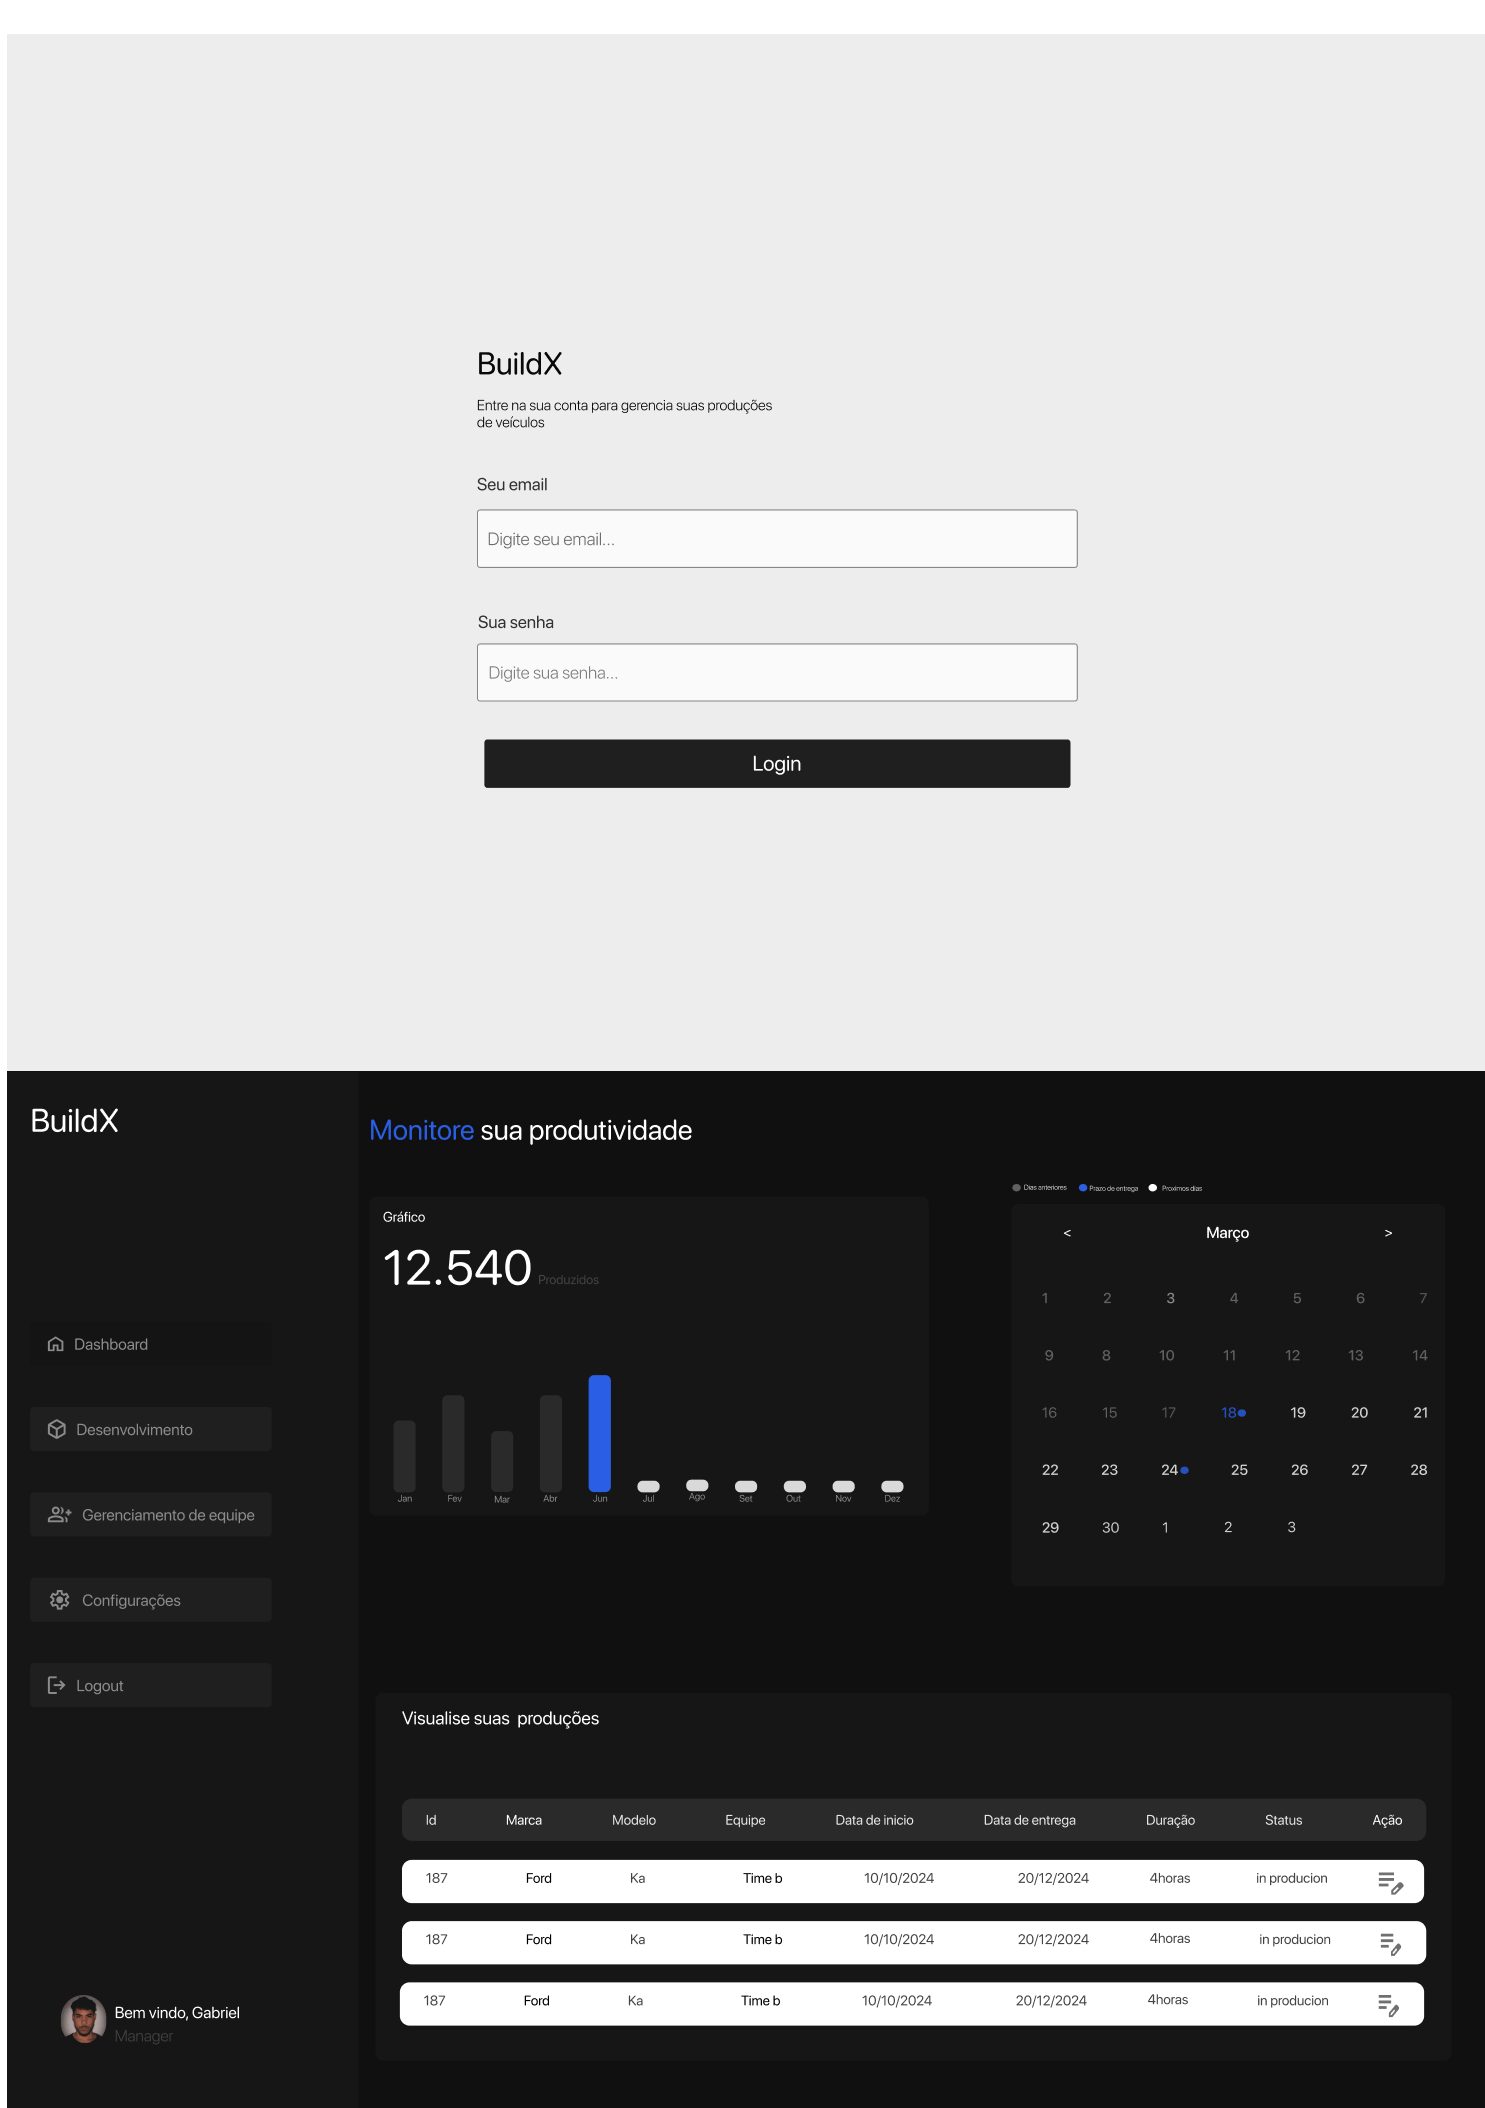 BuildX
Entre na sua conta para gerencia suas produções
de veículos
Seu email
Digite seu email...
Sua senha
Digite sua senha...
Login
BuildX
Dashboard
Desenvolvimento
Gerenciamento de equipe
Configurações
Logout
Bem vindo, Gabriel
Manager
Monitore sua produtividade
Gráfico
12.540 Produzidos
Jan Fev Mar Abr Jun Jul Ago Set Out Nov Dez
Dias anteriores Prazo de entrega Proximos dias
< Março >
1 2 3 4 5 6 7
9 8 10 11 12 13 14
16 15 17 18 19 20 21
22 23 24 25 26 27 28
29 30 1 2 3
Visualise suas produções
Id Marca Modelo Equipe Data de inicio Data de entrega Duração Status Ação
187 Ford Ka Time b 10/10/2024 20/12/2024 4horas in producion
187 Ford Ka Time b 10/10/2024 20/12/2024 4horas in producion
187 Ford Ka Time b 10/10/2024 20/12/2024 4horas in producion